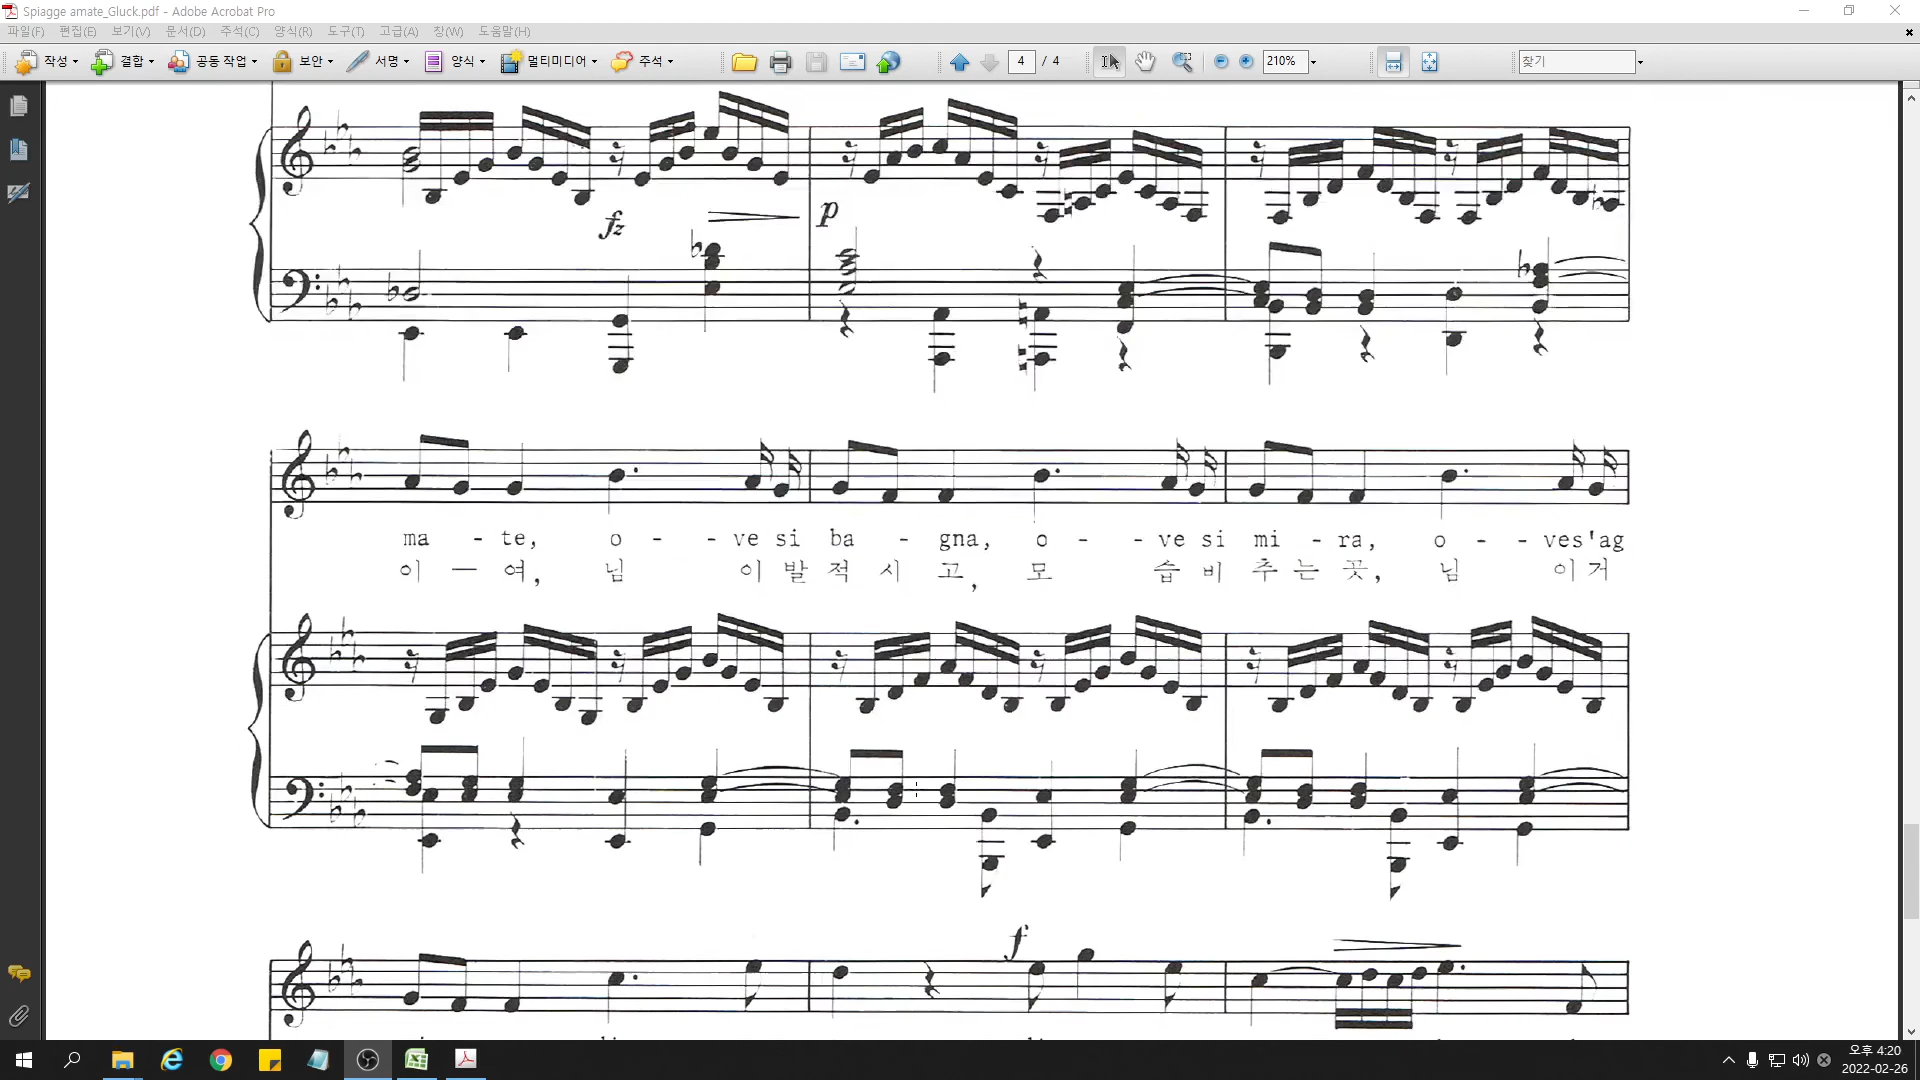 Spiagge amate_Gluck.pdf - Adobe Acrobat Pro
파일(F) 편집(E) 보기(V) 문서(D) 주석(C) 양식(R) 도구(T) 고급(A) 창(W) 도움말(H)
작성 결합 공동 작업 보안 서명 양식 멀티미디어 주석 4 / 4 210% 찾기
fz p
ma - te, o - - ve si ba - gna, o - - ve si mi - ra, o - - ves'ag
이 — 여, 님 이 발 적 시 고, 모 습 비 추 는 곳, 님 이 거
f
오후 4:20
2022-02-26